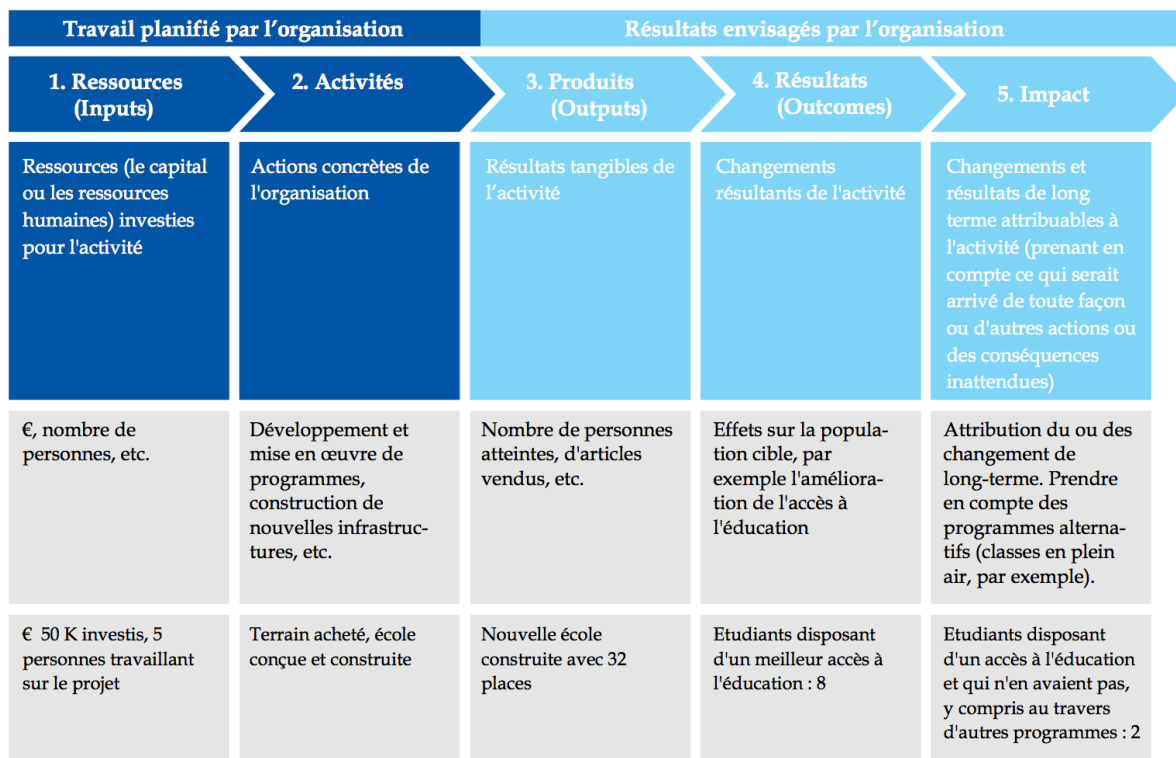 Travail planifié par l’organisation
Résultats envisagés par l’organisation
1. Ressources
(Inputs)
2. Activités
3. Produits
(Outputs)
4. Résultats
(Outcomes)
5. Impact
Ressources (le capital
ou les ressources
humaines) investies
pour l'activité
Actions concrètes de
l'organisation
Résultats tangibles de
l’activité
Changements
résultants de l'activité
Changements et
résultats de long
terme attribuables à
l'activité (prenant en
compte ce qui serait
arrivé de toute façon
ou d'autres actions ou
des conséquences
inattendues)
€, nombre de
personnes, etc.
Développement et
mise en œuvre de
programmes,
construction de
nouvelles infrastruc-
tures, etc.
Nombre de personnes
atteintes, d'articles
vendus, etc.
Effets sur la popula-
tion cible, par
exemple l'améliora-
tion de l'accès à
l'éducation
Attribution du ou des
changement de
long-terme. Prendre
en compte des
programmes alterna-
tifs (classes en plein
air, par exemple).
€ 50 K investis, 5
personnes travaillant
sur le projet
Terrain acheté, école
conçue et construite
Nouvelle école
construite avec 32
places
Etudiants disposant
d'un meilleur accès à
l'éducation : 8
Etudiants disposant
d'un accès à l'éducation
et qui n'en avaient pas,
y compris au travers
d'autres programmes : 2